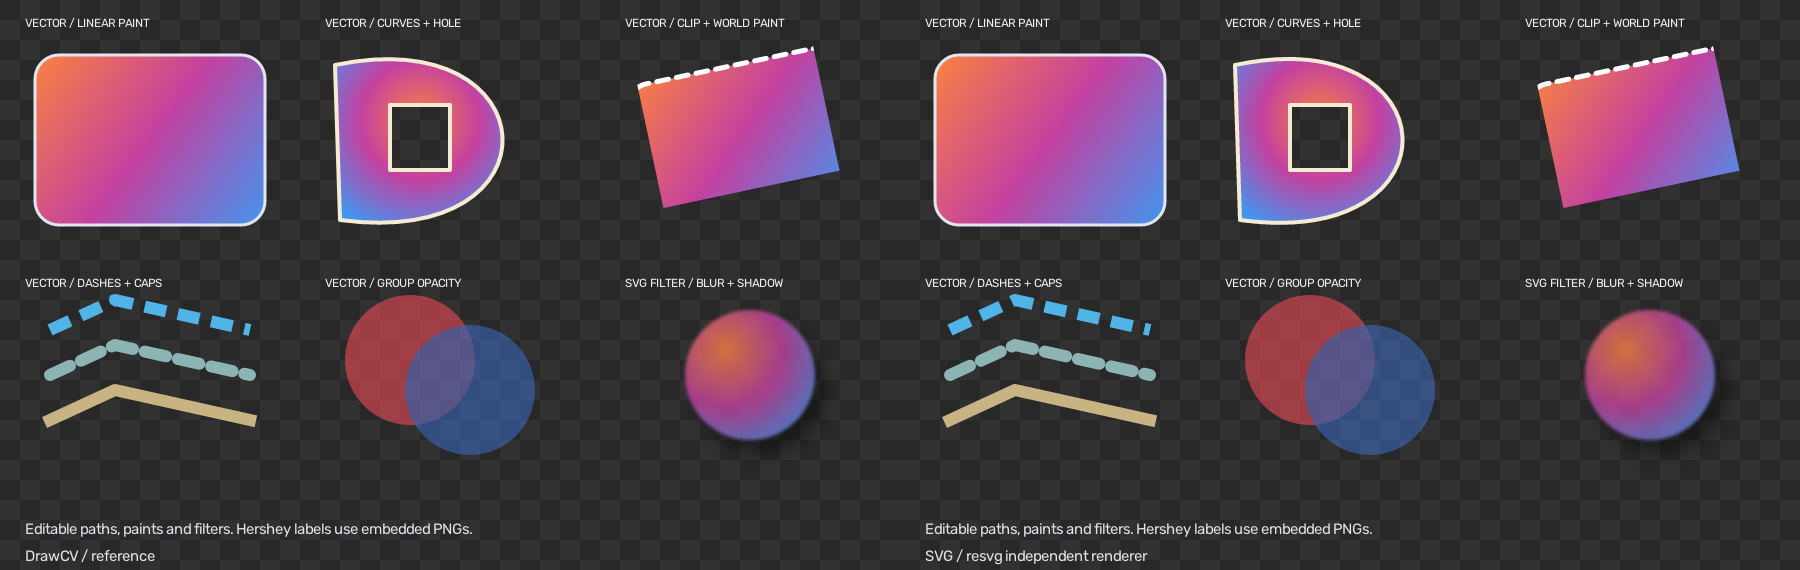 VECTOR / LINEAR PAINT
VECTOR / CURVES + HOLE
VECTOR / CLIP + WORLD PAINT
VECTOR / LINEAR PAINT
VECTOR / CURVES + HOLE
VECTOR / CLIP + WORLD PAINT
VECTOR / DASHES + CAPS
VECTOR / GROUP OPACITY
SVG FILTER / BLUR + SHADOW
VECTOR / DASHES + CAPS
VECTOR / GROUP OPACITY
SVG FILTER / BLUR + SHADOW
Editable paths, paints and filters. Hershey labels use embedded PNGs.
DrawCV / reference
Editable paths, paints and filters. Hershey labels use embedded PNGs.
SVG / resvg independent renderer